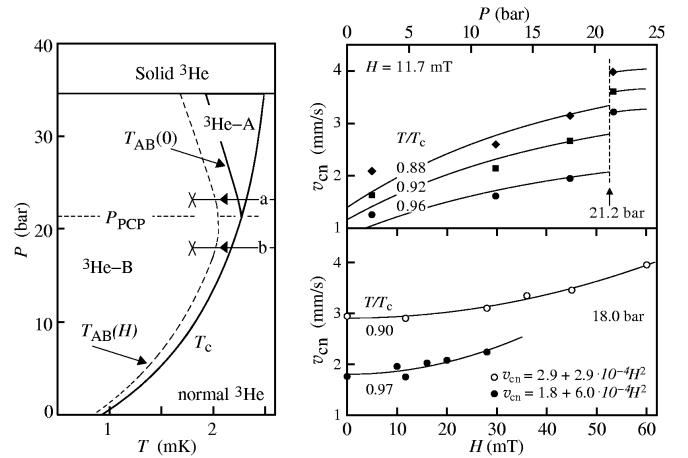 40
30
20
10
0
P (bar)
Solid ³He
³He–A
T_AB(0)
a
P_PCP
b
³He–B
T_AB(H)
T_c
normal ³He
1
2
T (mK)
P (bar)
0
5
10
15
20
25
H = 11.7 mT
4
3
2
1
v_cn (mm/s)
T/T_c
0.88
0.92
0.96
21.2 bar
4
3
2
1
v_cn (mm/s)
T/T_c
0.90
18.0 bar
0.97
v_cn = 2.9 + 2.9·10⁻⁴H²
v_cn = 1.8 + 6.0·10⁻⁴H²
0
10
20
30
40
50
60
H (mT)